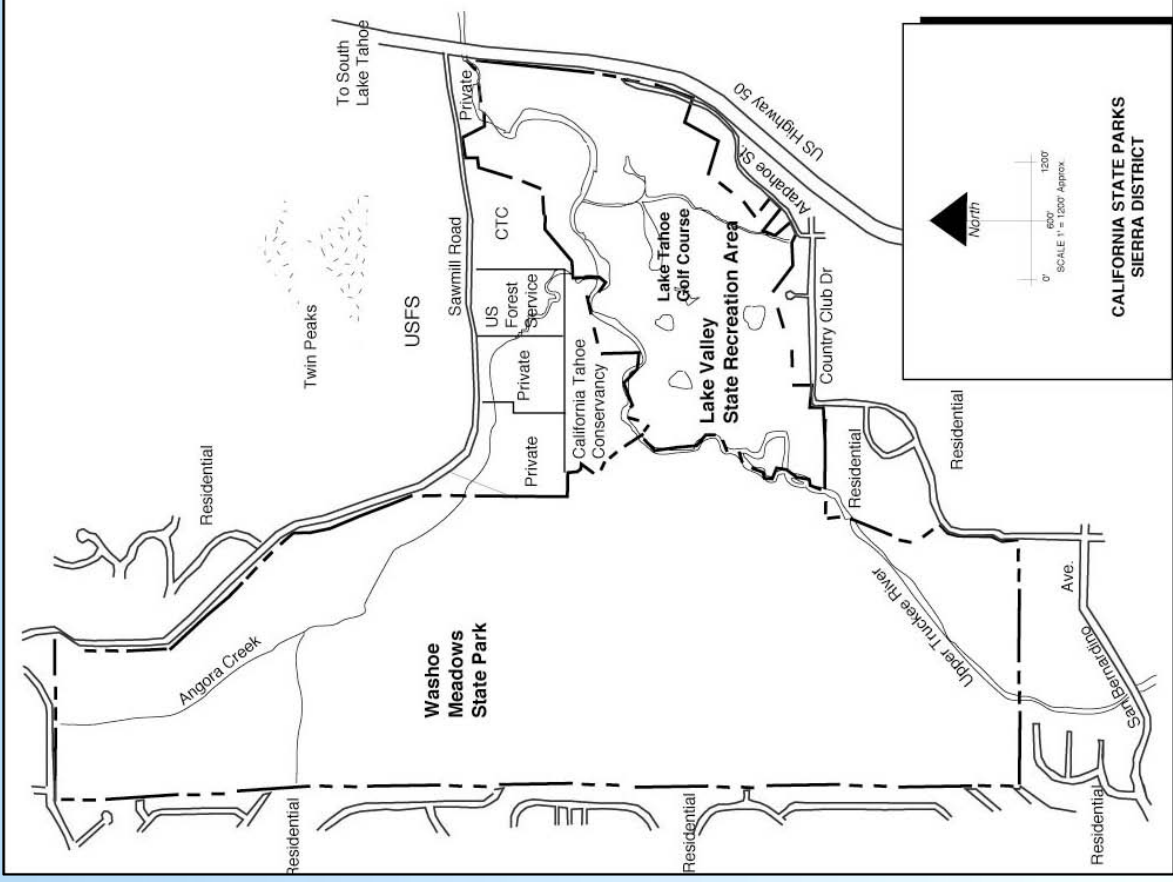 To South
Lake Tahoe
Private
Twin Peaks
USFS
Sawmill Road
CTC
US
Forest
Service
Private
Private
California Tahoe
Conservancy
Residential
Angora Creek
Washoe
Meadows
State Park
Lake Tahoe
Golf Course
Lake Valley
State Recreation Area
US Highway 50
Arapahoe St.
Country Club Dr
Residential
Residential
Upper Truckee River
San Bernardino
Ave.
Residential
Residential
Residential
North
0'
600'
1200'
SCALE 1' = 1200' Approx.
CALIFORNIA STATE PARKS
SIERRA DISTRICT